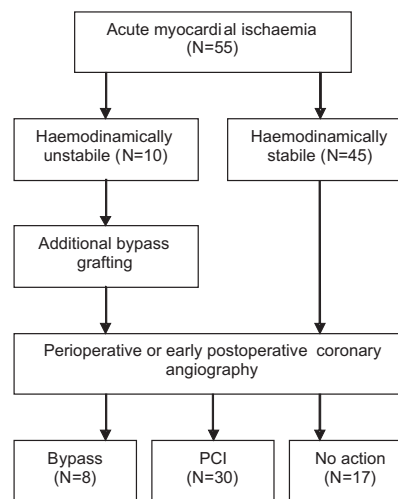 Acute myocardial ischaemia
(N=55)
Haemodinamically
unstabile (N=10)
Haemodinamically
stabile (N=45)
Additional bypass
grafting
Perioperative or early postoperative coronary
angiography
Bypass
(N=8)
PCI
(N=30)
No action
(N=17)